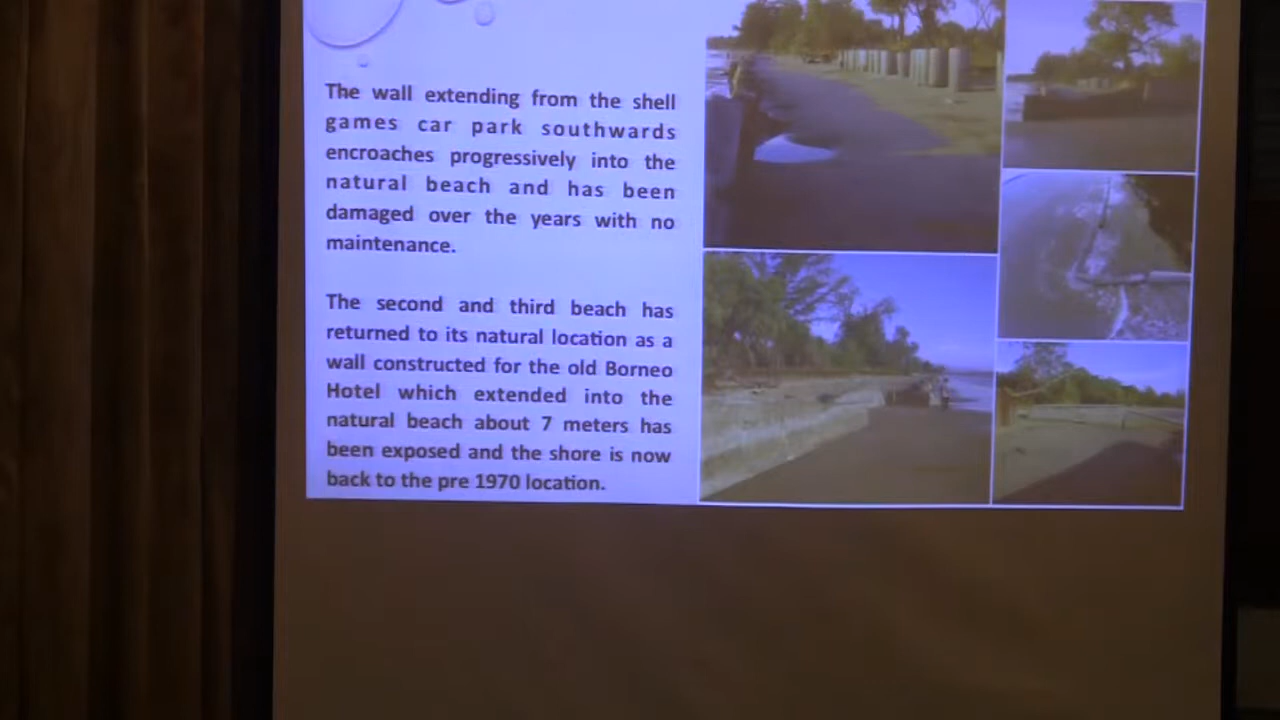 The wall extending from the shell
games car park southwards
encroaches progressively into the
natural beach and has been
damaged over the years with no
maintenance.
The second and third beach has
returned to its natural location as a
wall constructed for the old Borneo
Hotel which extended into the
natural beach about 7 meters has
been exposed and the shore is now
back to the pre 1970 location.